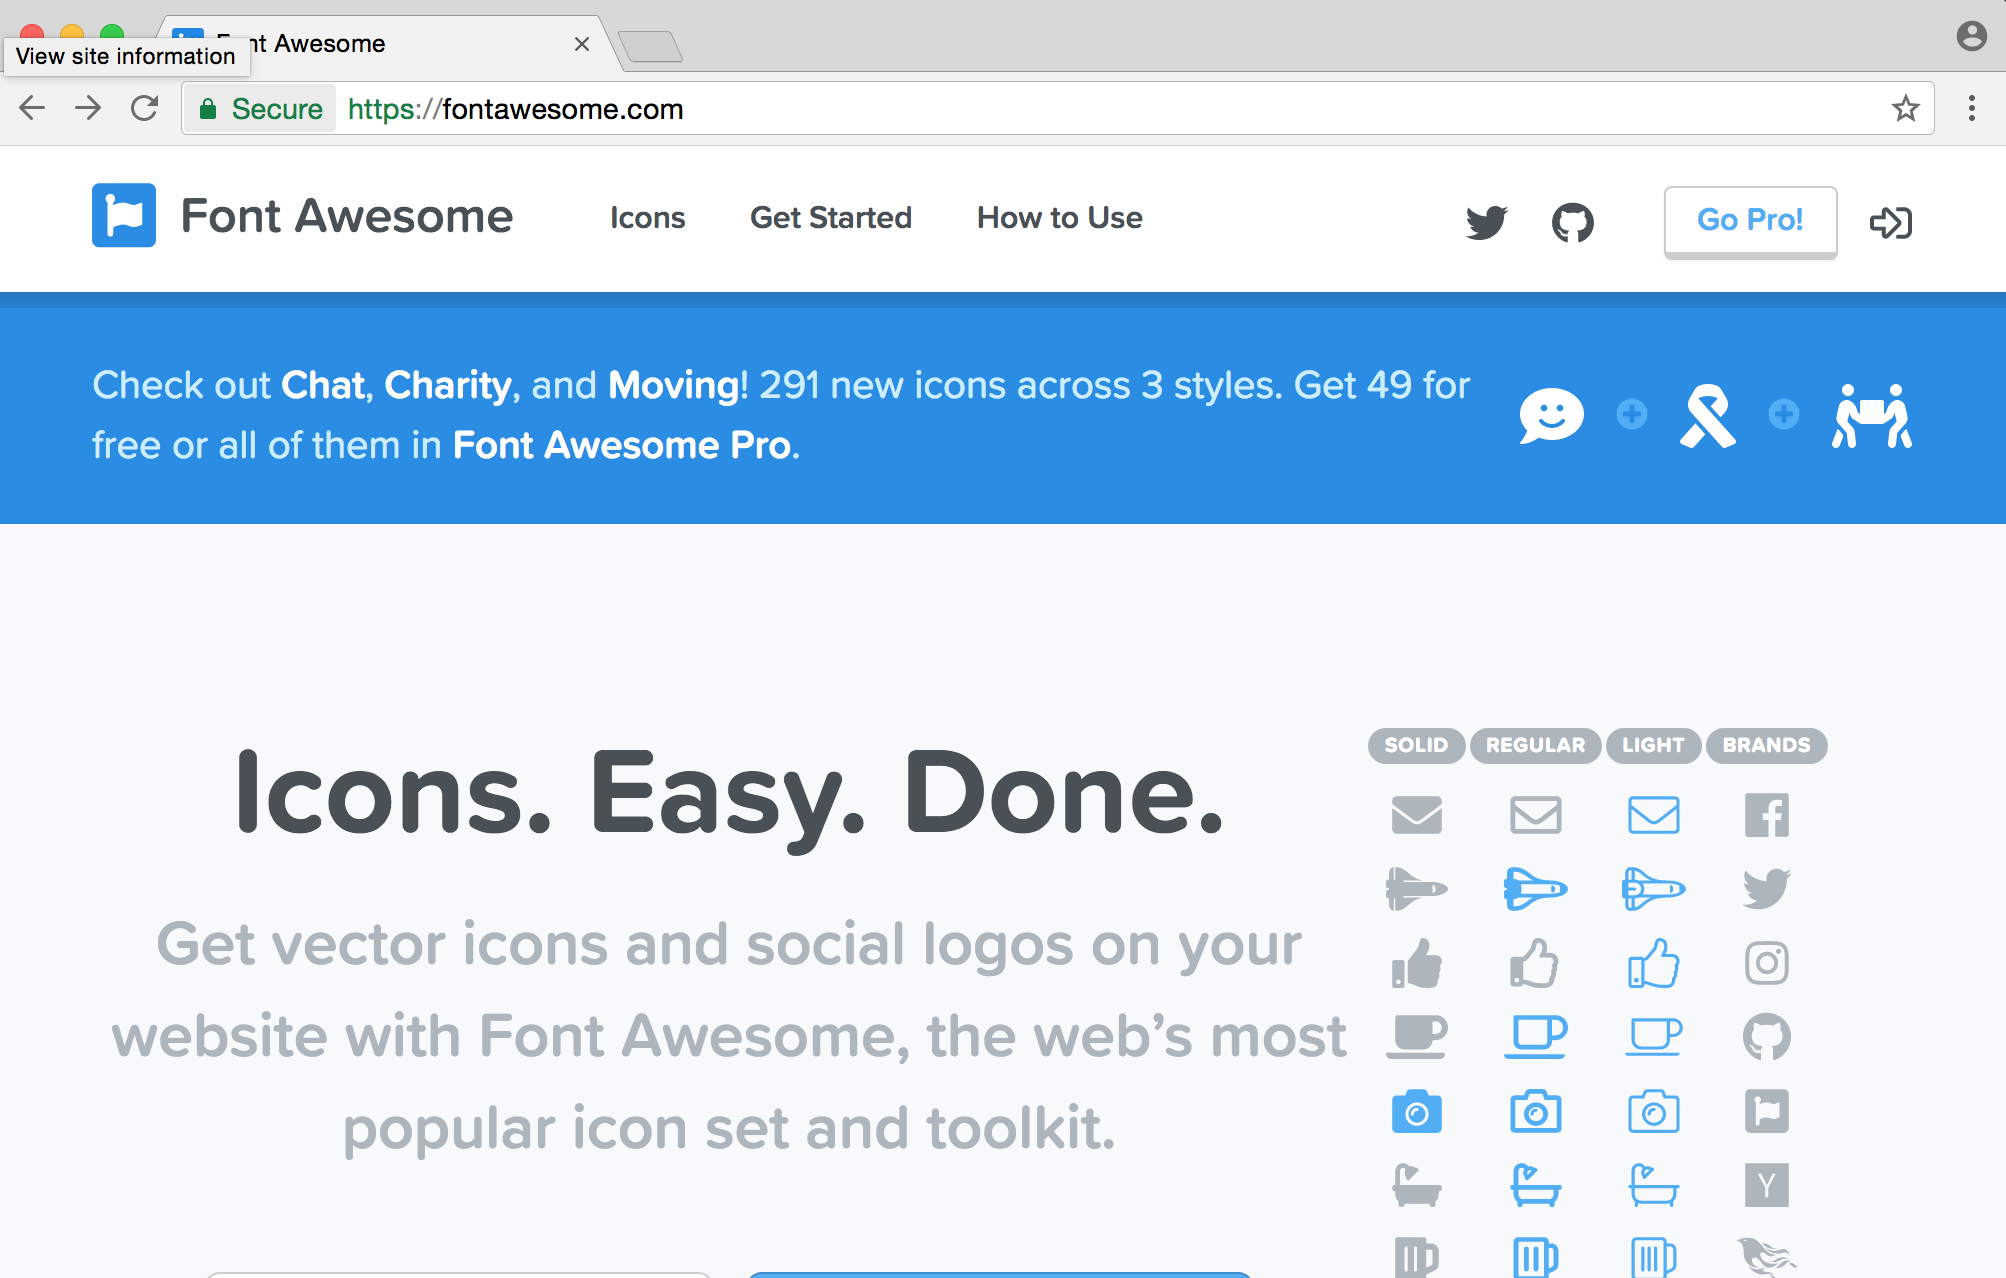 Font Awesome
View site information
Secure
https://fontawesome.com
Font Awesome
Icons
Get Started
How to Use
Go Pro!
Check out Chat, Charity, and Moving! 291 new icons across 3 styles. Get 49 for
free or all of them in Font Awesome Pro.
Icons. Easy. Done.
Get vector icons and social logos on your
website with Font Awesome, the web’s most
popular icon set and toolkit.
SOLID
REGULAR
LIGHT
BRANDS